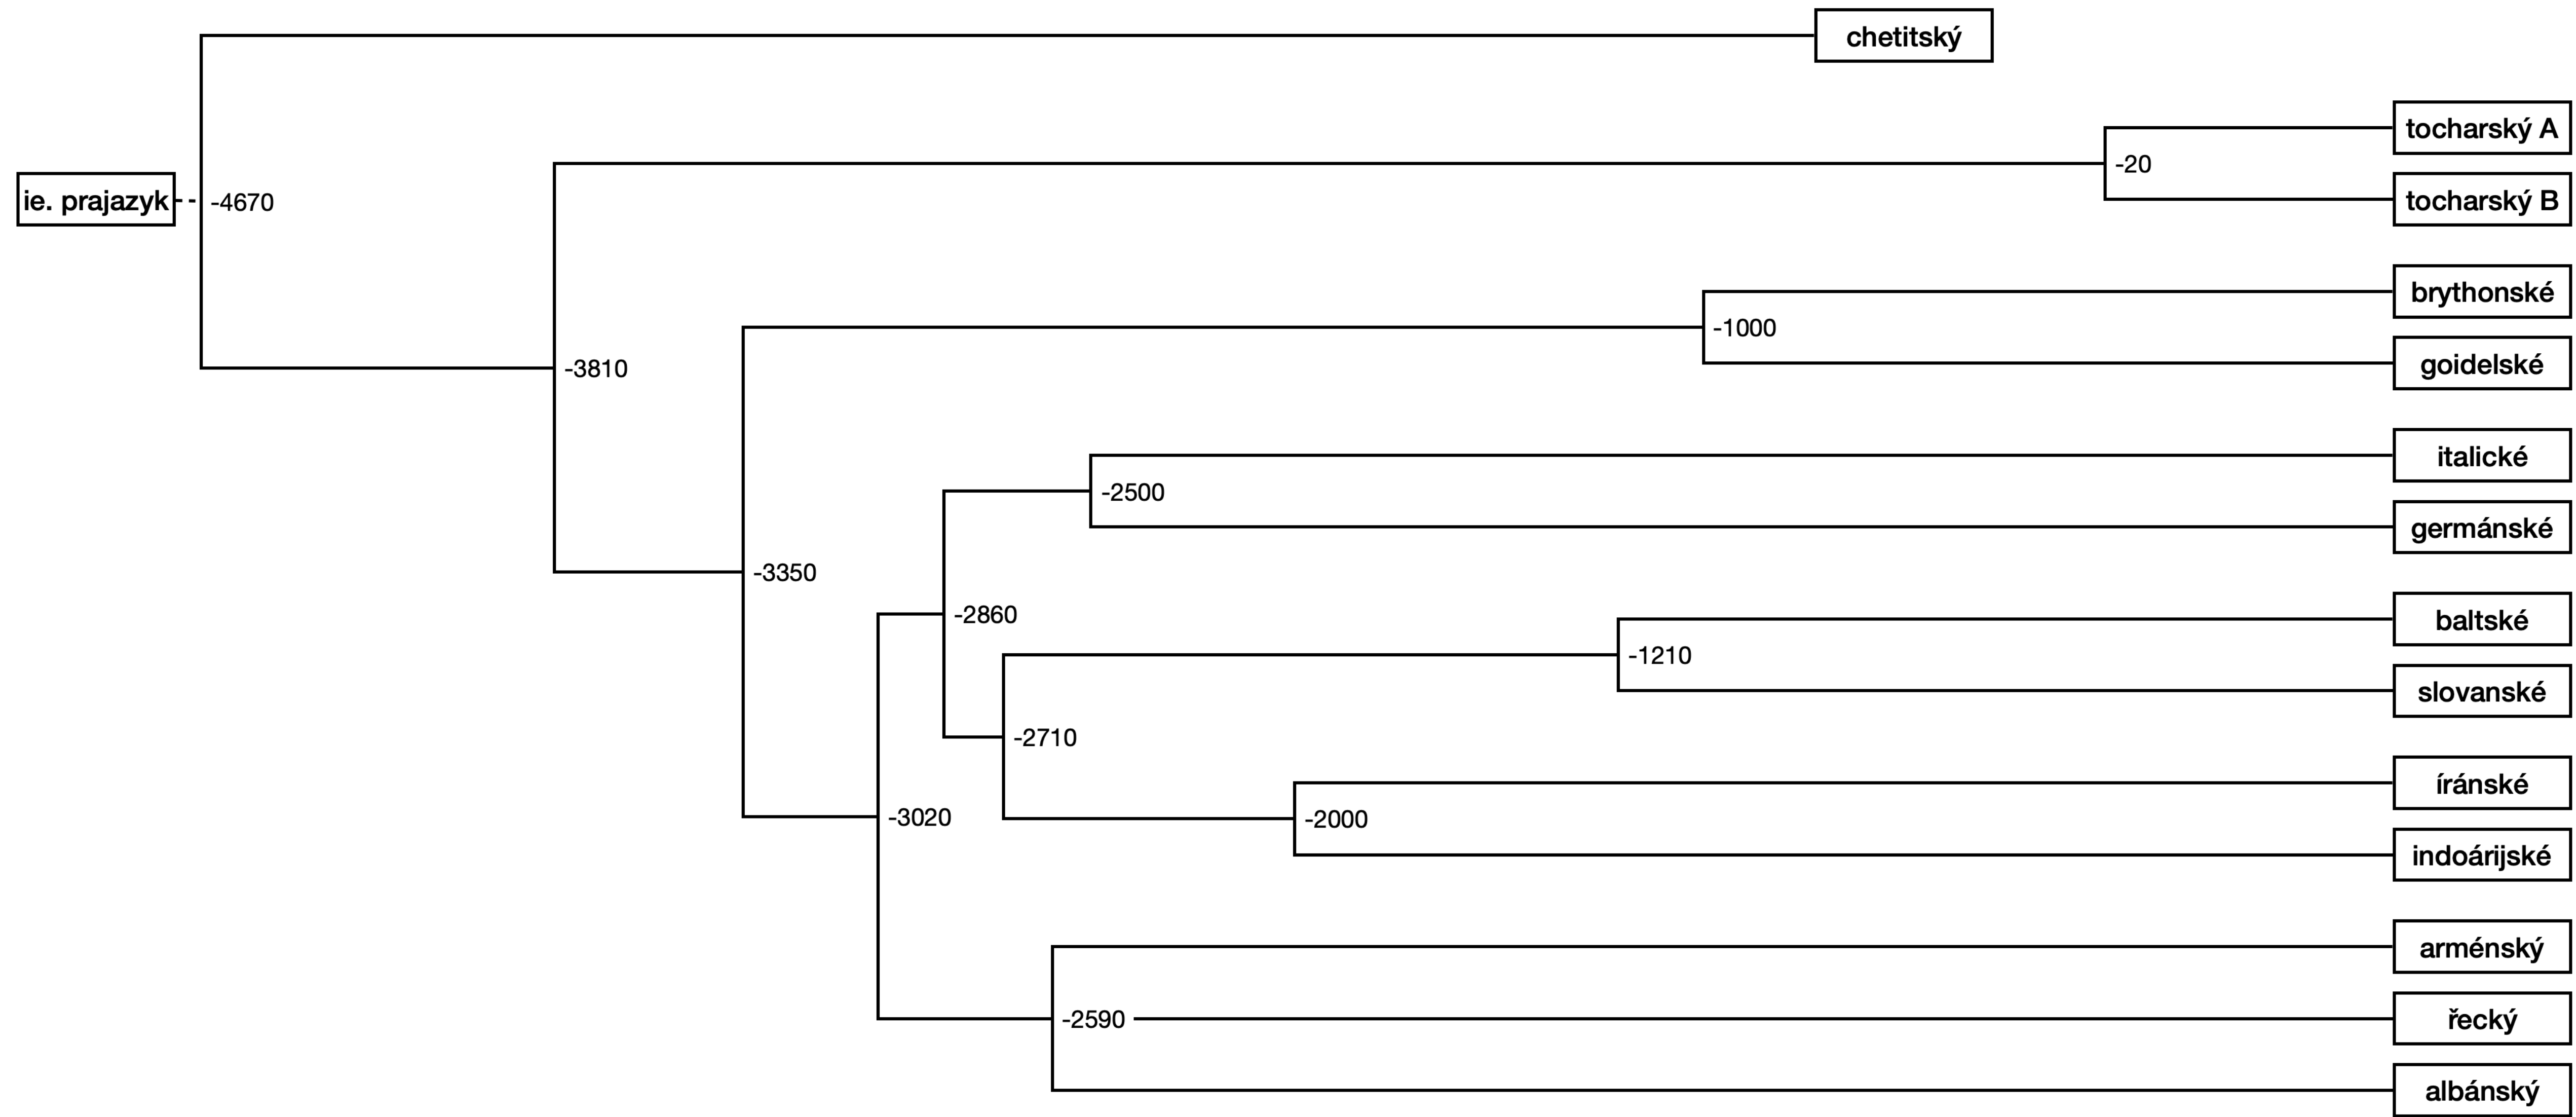 chetitský
tocharský A
-20
tocharský B
ie. prajazyk
-4670
brythonské
-1000
goidelské
-3810
italické
-2500
germánské
-3350
-2860
baltské
-1210
slovanské
-2710
íránské
-3020
-2000
indoárijské
arménský
-2590
řecký
albánský